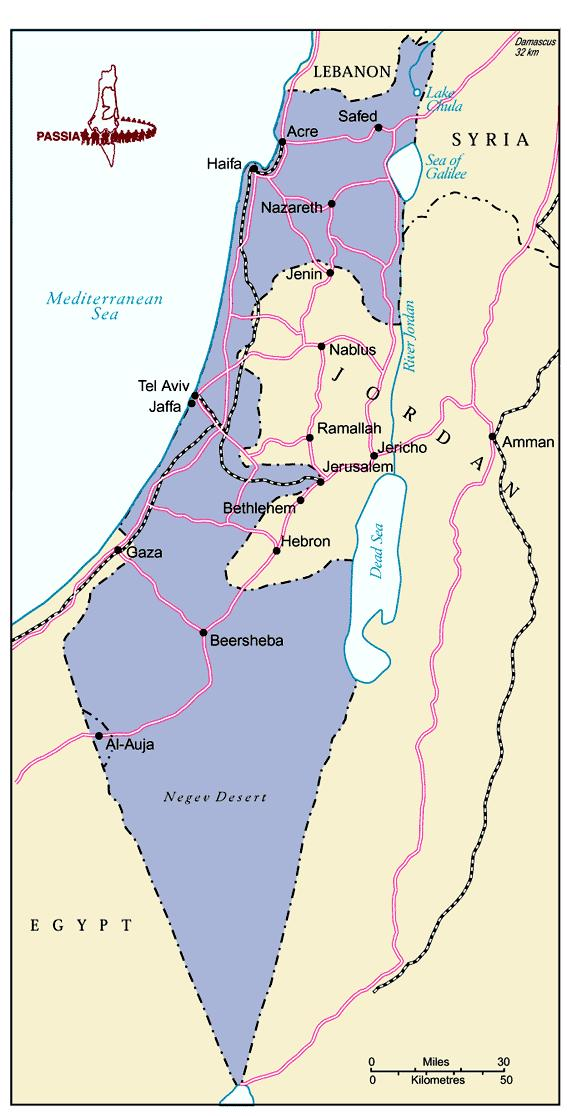 Damascus
32 km
LEBANON
Lake
Chula
PASSIA
Safed
Acre
SYRIA
Haifa
Sea of
Galilee
Nazareth
Jenin
Mediterranean
Sea
River Jordan
Nablus
JORDAN
Tel Aviv
Jaffa
Ramallah
Jericho
Amman
Jerusalem
Bethlehem
Hebron
Dead Sea
Gaza
Beersheba
Al-Auja
Negev Desert
EGYPT
0 Miles 30
0 Kilometres 50